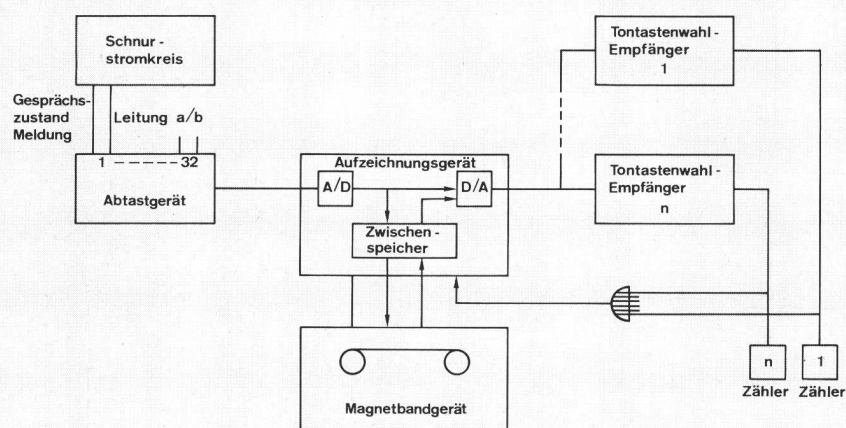 Schnur-
stromkreis
Gesprächs-
zustand
Meldung
Leitung a/b
1 – – – – – 32
Abtastgerät
Aufzeichnungsgerät
A/D
D/A
Zwischen-
speicher
Magnetbandgerät
Tontastenwahl-
Empfänger
1
Tontastenwahl-
Empfänger
n
n
1
Zähler
Zähler